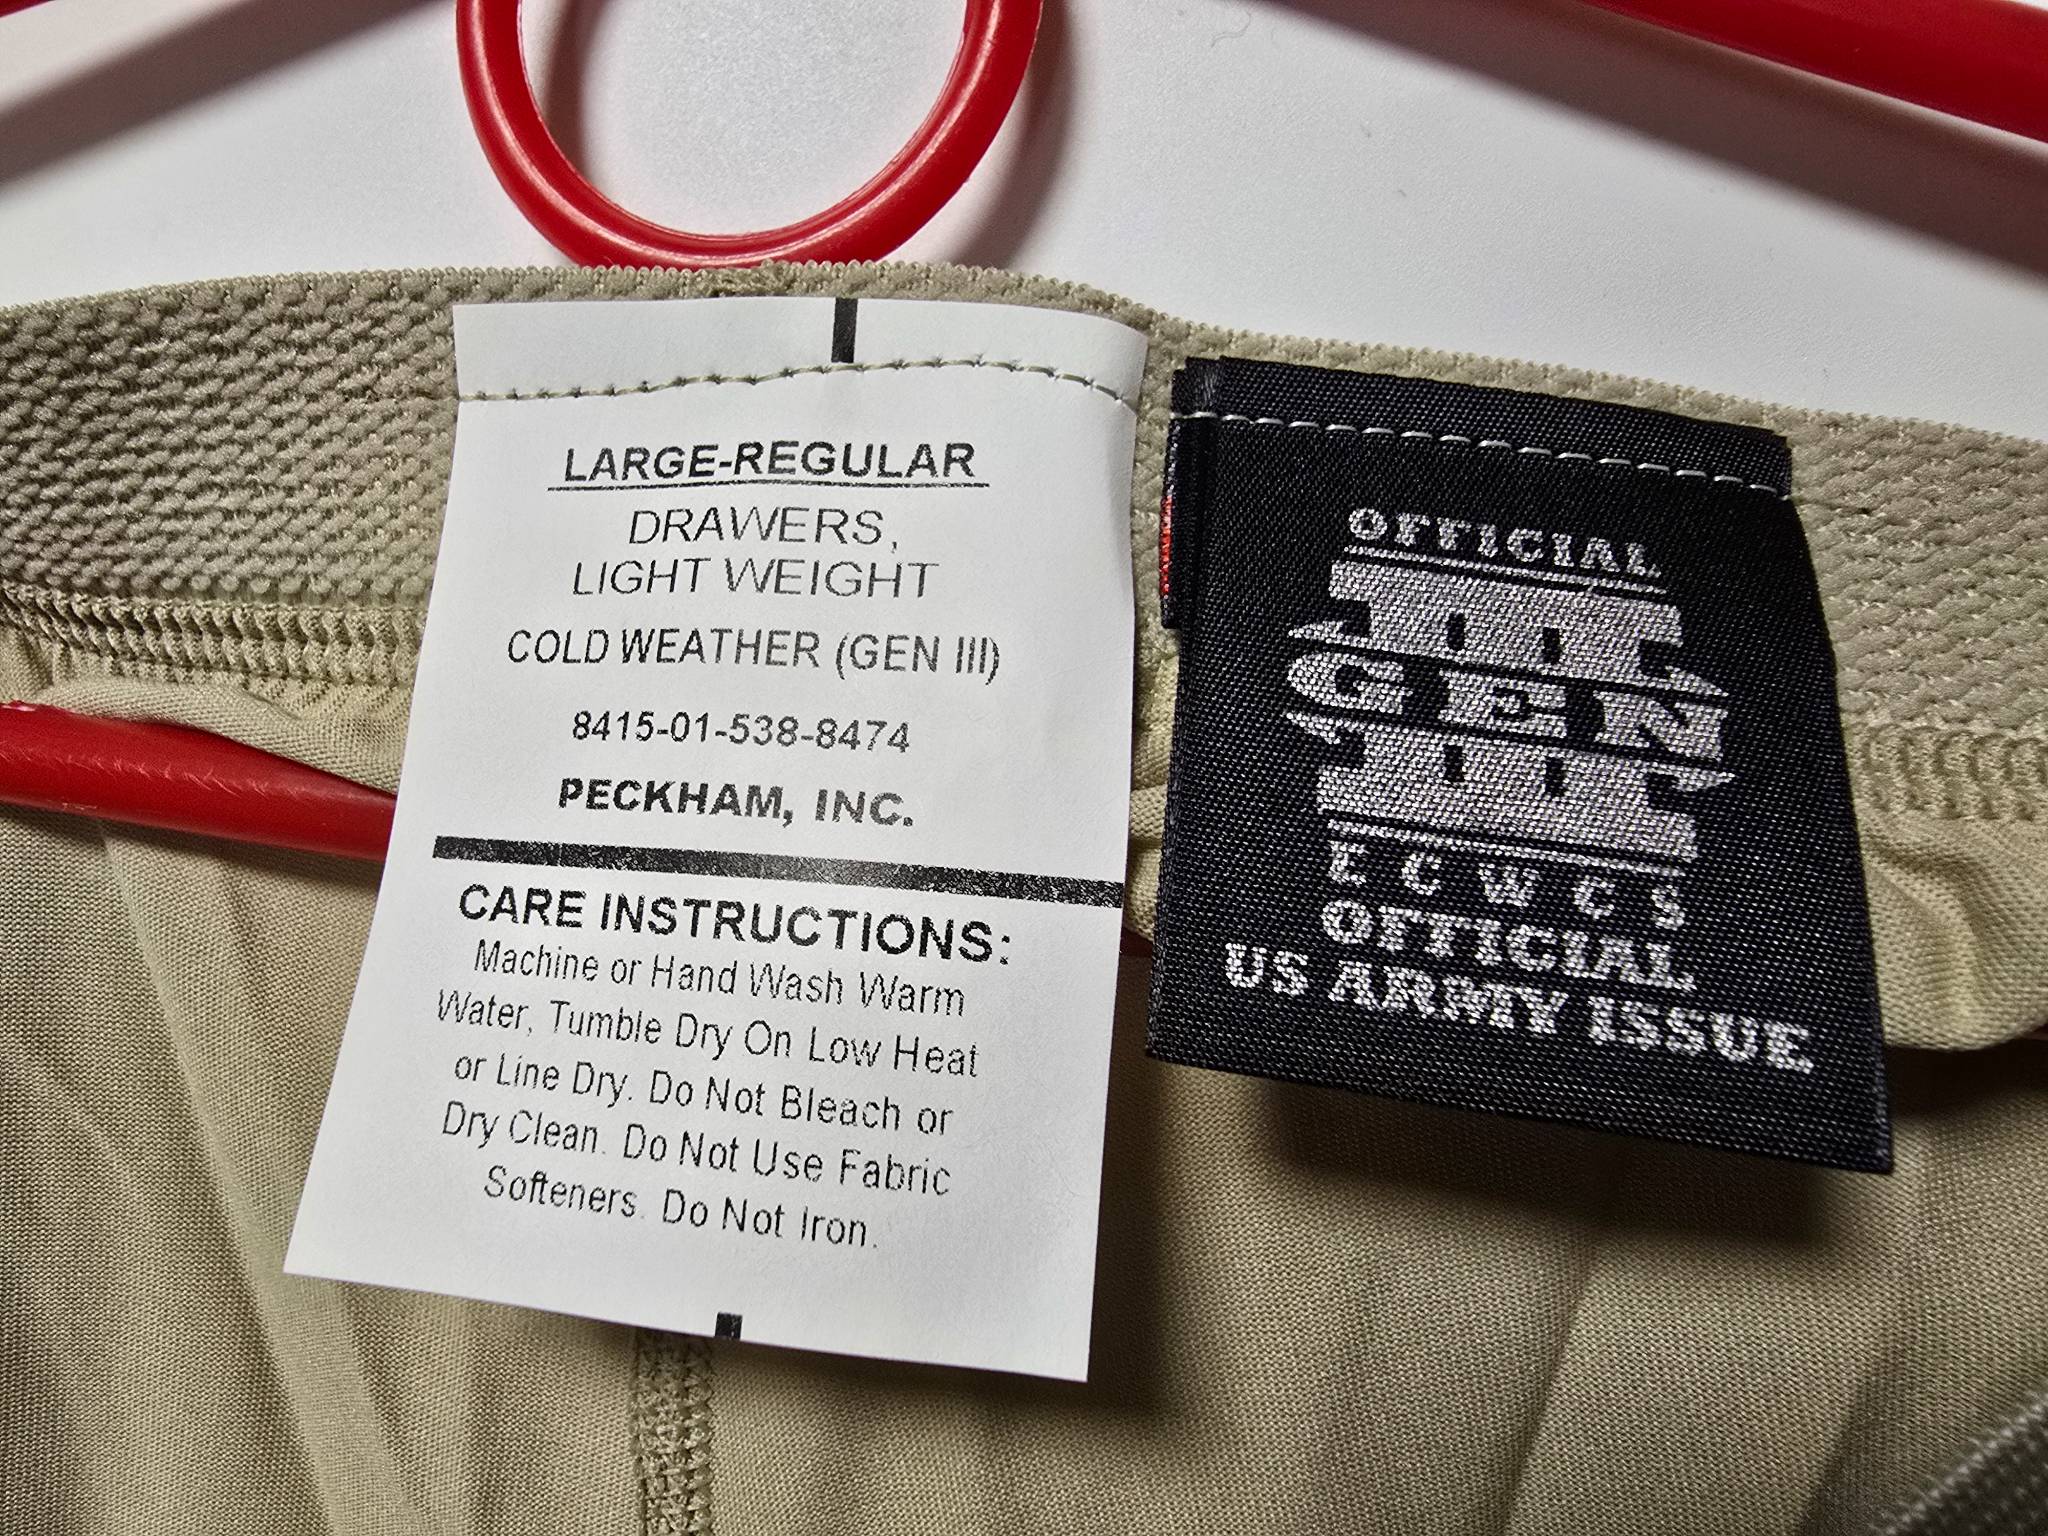 LARGE-REGULAR
DRAWERS,
LIGHT WEIGHT
COLD WEATHER (GEN III)
8415-01-538-8474
PECKHAM, INC.
CARE INSTRUCTIONS:
Machine or Hand Wash Warm
Water, Tumble Dry On Low Heat
or Line Dry. Do Not Bleach or
Dry Clean. Do Not Use Fabric
Softeners. Do Not Iron.
OFFICIAL
GEN
III
ECWCS
OFFICIAL
US ARMY ISSUE